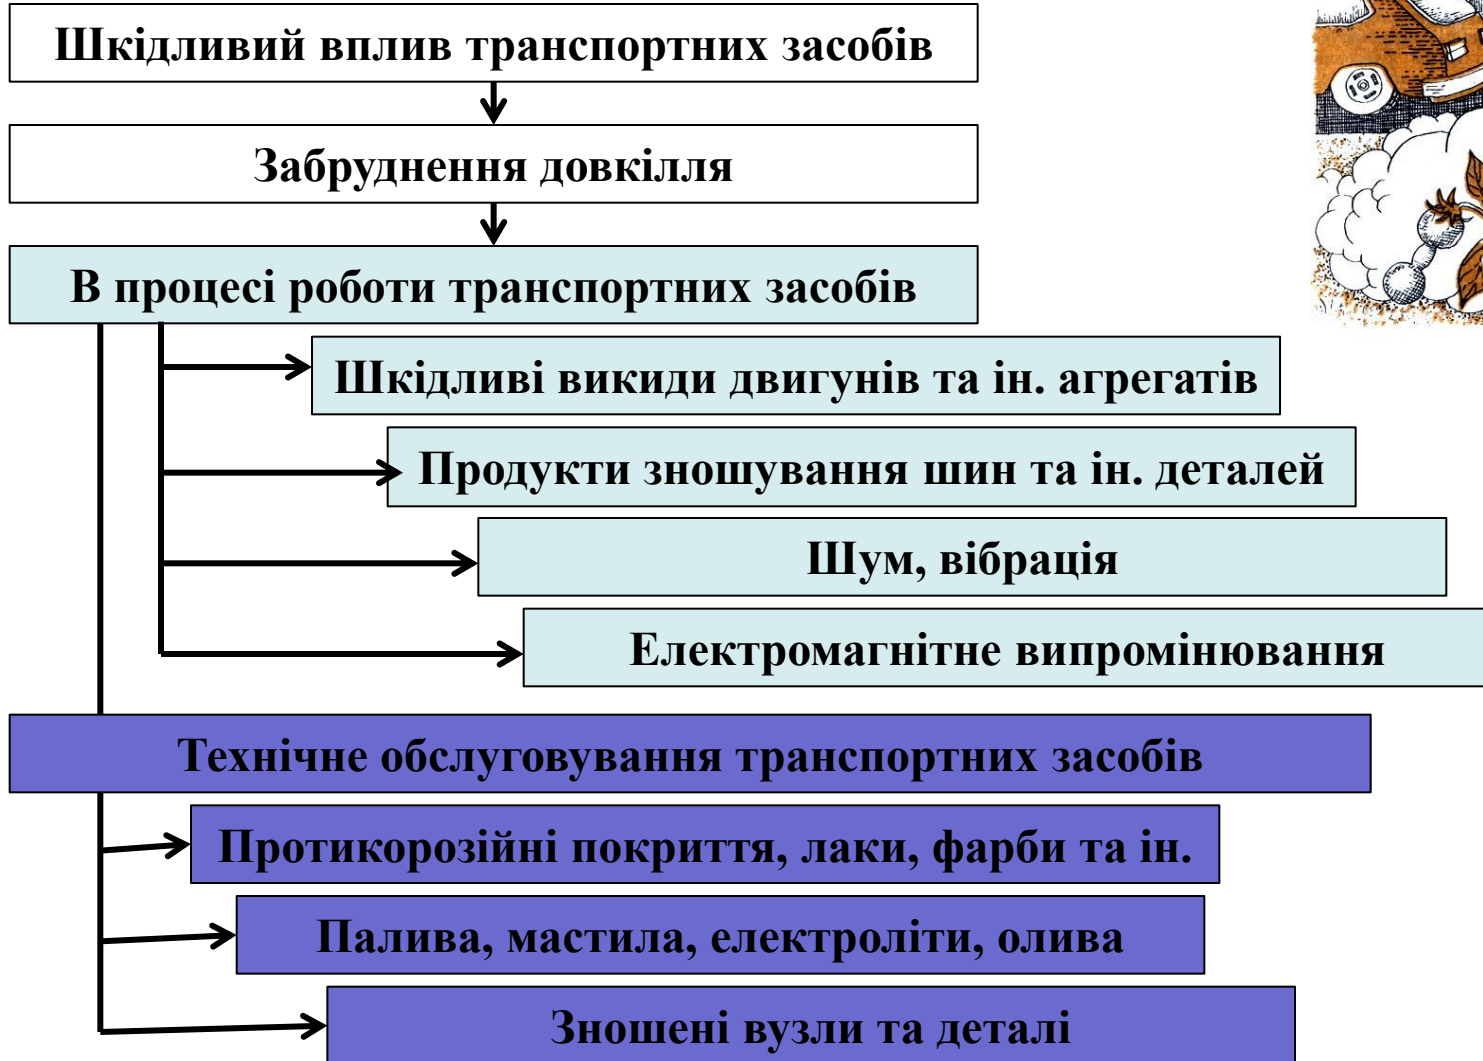 Шкідливий вплив транспортних засобів
Забруднення довкілля
В процесі роботи транспортних засобів
Шкідливі викиди двигунів та ін. агрегатів
Продукти зношування шин та ін. деталей
Шум, вібрація
Електромагнітне випромінювання
Технічне обслуговування транспортних засобів
Протикорозійні покриття, лаки, фарби та ін.
Палива, мастила, електроліти, олива
Зношені вузли та деталі